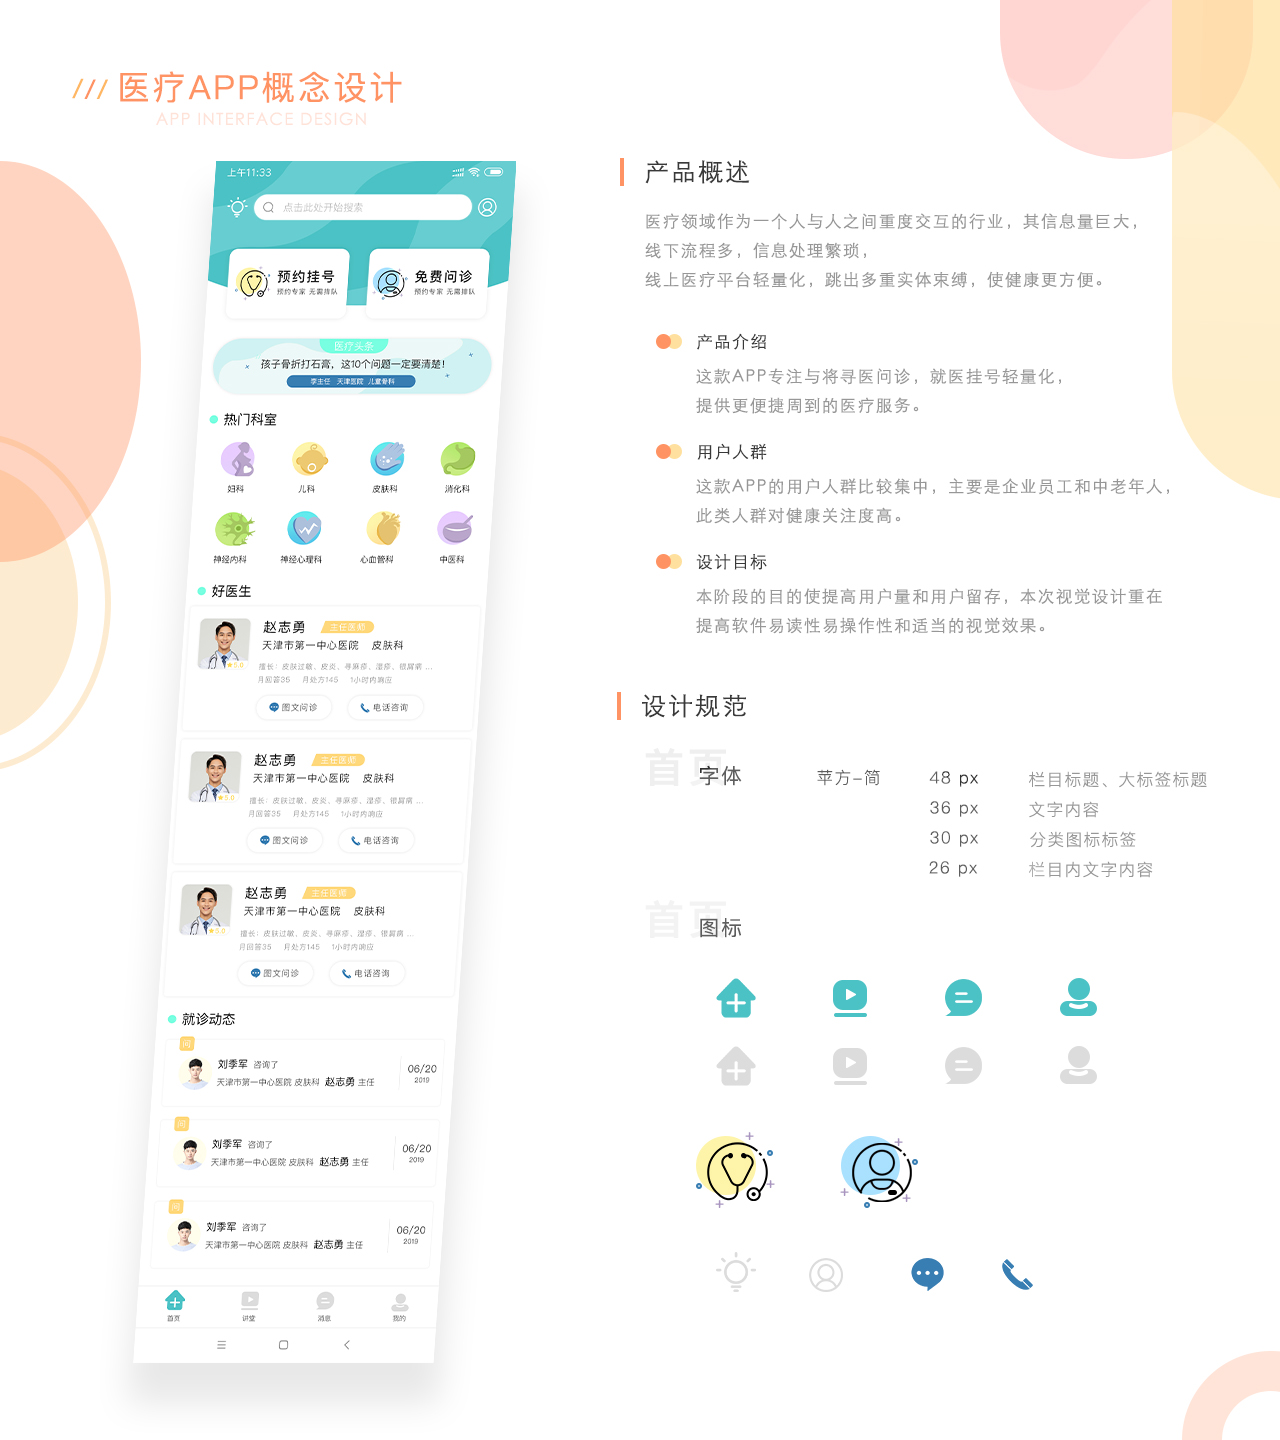 /// 医疗APP概念设计
APP INTERFACE DESIGN
上午11:33
点击此处开始搜索
预约挂号
预约专家 无需排队
免费问诊
预约专家 无需排队
医疗头条
孩子骨折打石膏，这10个问题一定要清楚！
李主任 天津医院 儿童骨科
热门科室
妇科 儿科 皮肤科 消化科
神经内科 神经心理科 心血管科 中医科
好医生
赵志勇 主任医师
天津市第一中心医院 皮肤科
★5.0
擅长：皮肤过敏、皮炎、寻麻疹、湿疹、银屑病 ...
月回答35 月处方145 1小时内响应
图文问诊 电话咨询
赵志勇 主任医师
天津市第一中心医院 皮肤科
★5.0
擅长：皮肤过敏、皮炎、寻麻疹、湿疹、银屑病 ...
月回答35 月处方145 1小时内响应
图文问诊 电话咨询
赵志勇 主任医师
天津市第一中心医院 皮肤科
★5.0
擅长：皮肤过敏、皮炎、寻麻疹、湿疹、银屑病 ...
月回答35 月处方145 1小时内响应
图文问诊 电话咨询
就诊动态
问
刘季军 咨询了
天津市第一中心医院 皮肤科 赵志勇 主任
06/20
2019
问
刘季军 咨询了
天津市第一中心医院 皮肤科 赵志勇 主任
06/20
2019
问
刘季军 咨询了
天津市第一中心医院 皮肤科 赵志勇 主任
06/20
2019
首页 讲堂 消息 我的
产品概述
医疗领域作为一个人与人之间重度交互的行业，其信息量巨大，
线下流程多，信息处理繁琐，
线上医疗平台轻量化，跳出多重实体束缚，使健康更方便。
产品介绍
这款APP专注与将寻医问诊，就医挂号轻量化，
提供更便捷周到的医疗服务。
用户人群
这款APP的用户人群比较集中，主要是企业员工和中老年人，
此类人群对健康关注度高。
设计目标
本阶段的目的使提高用户量和用户留存，本次视觉设计重在
提高软件易读性易操作性和适当的视觉效果。
设计规范
首页
字体 苹方-简 48 px 栏目标题、大标签标题
36 px 文字内容
30 px 分类图标标签
26 px 栏目内文字内容
首页
图标